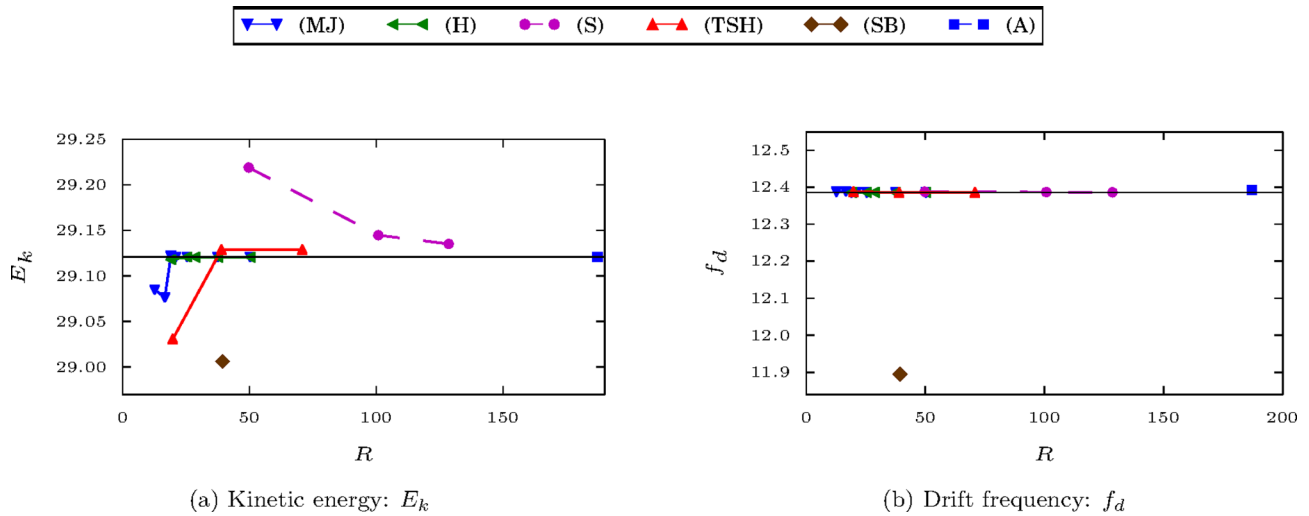 (MJ) (H) (S) (TSH) (SB) (A)
29.25
29.20
29.15
29.10
29.05
29.00
E_k
0 50 100 150
R
(a) Kinetic energy: E_k
12.5
12.4
12.3
12.2
12.1
12.0
11.9
f_d
0 50 100 150 200
R
(b) Drift frequency: f_d